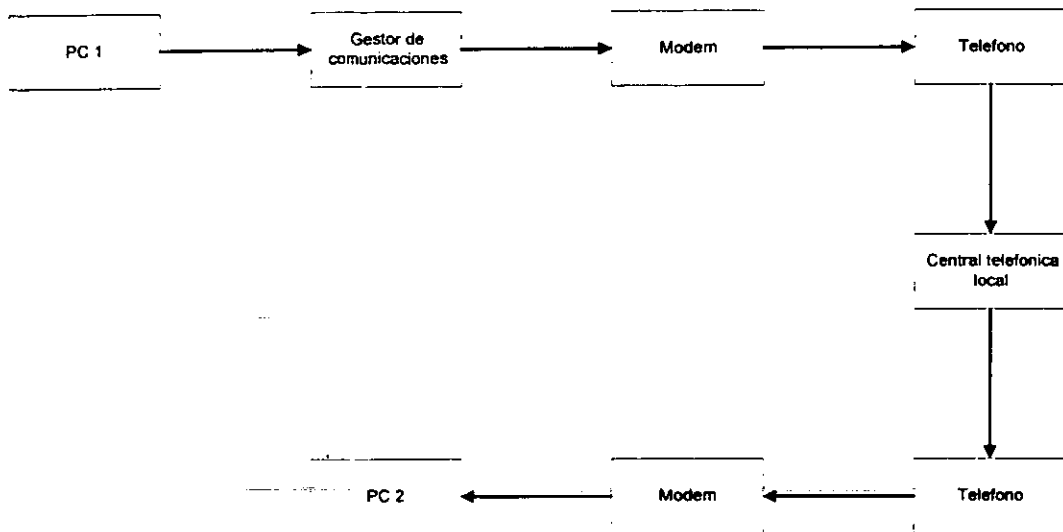 PC 1
Gestor de
comunicaciones
Modem
Telefono
Central telefonica
local
PC 2
Modem
Telefono